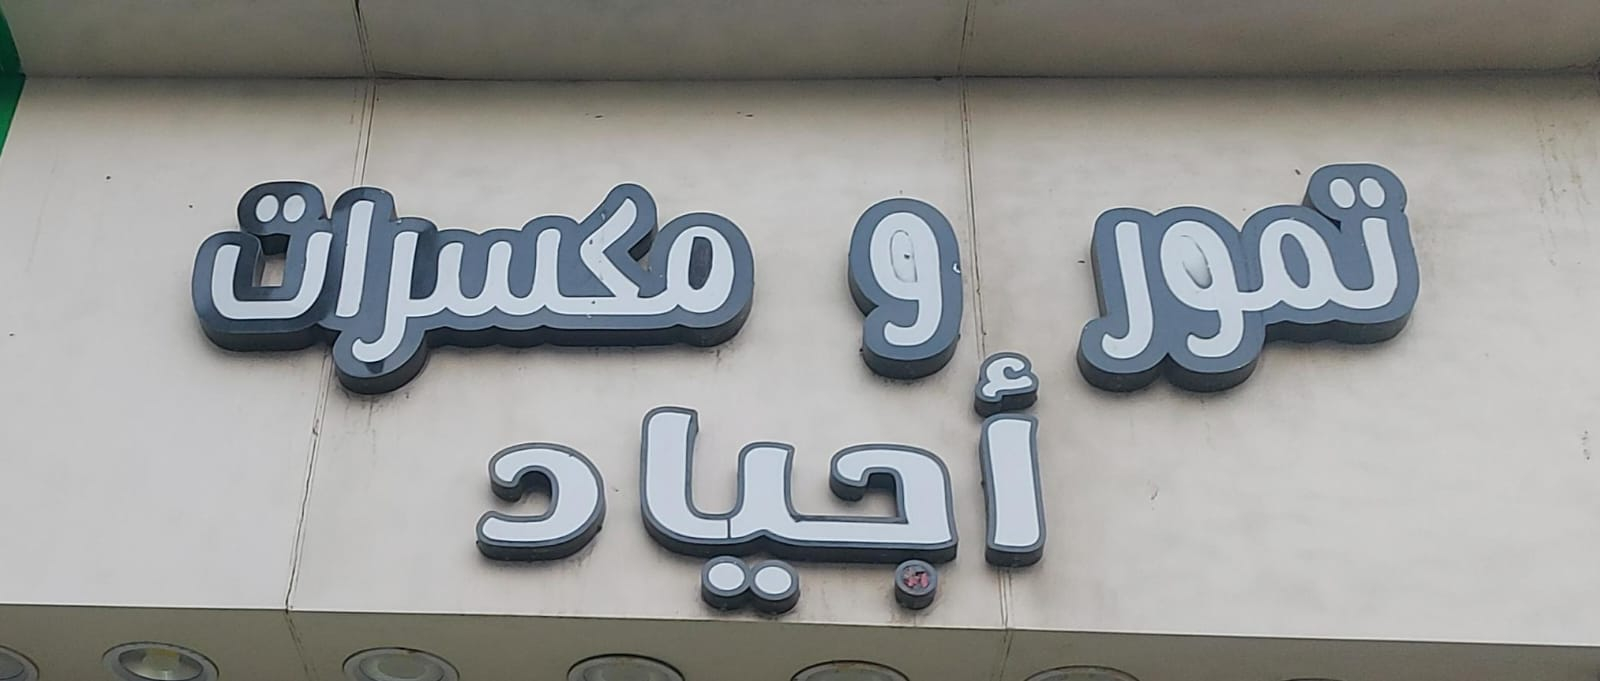 تمور و مكسرات
أجياد